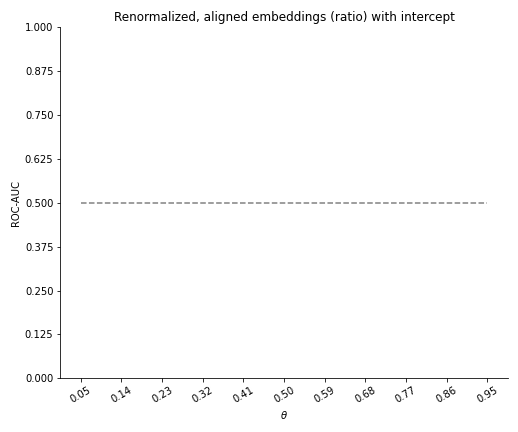 Renormalized, aligned embeddings (ratio) with intercept
1.000
0.875
0.750
0.625
0.500
0.375
0.250
0.125
0.000
ROC-AUC
0.05 0.14 0.23 0.32 0.41 0.50 0.59 0.68 0.77 0.86 0.95
θ